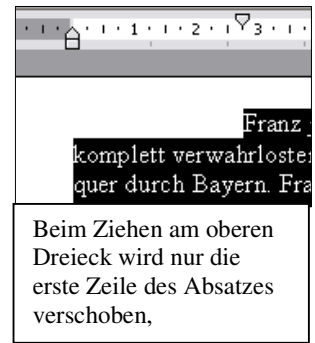 · ı · 1 · ı · 2 · ı · 3 · ı ·
Franz
komplett verwahrloste
quer durch Bayern. Fra
Beim Ziehen am oberen
Dreieck wird nur die
erste Zeile des Absatzes
verschoben,